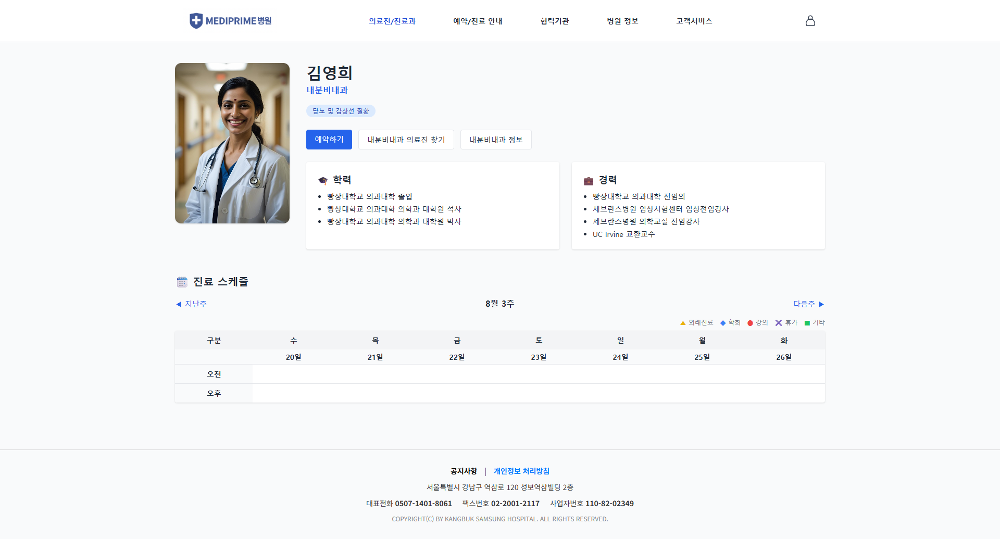 MEDIPRIME병원
의료진/진료과 예약/진료 안내 협력기관 병원 정보 고객서비스
김영희
내분비내과
당뇨 및 갑상선 질환
예약하기 내분비내과 의료진 찾기 내분비내과 정보
학력
빵상대학교 의과대학 졸업
빵상대학교 의과대학 의학과 대학원 석사
빵상대학교 의과대학 의학과 대학원 박사
경력
빵상대학교 의과대학 전임의
세브란스병원 임상시험센터 임상전임강사
세브란스병원 의학교실 전임강사
UC Irvine 교환교수
진료 스케줄
◀ 지난주 8월 3주 다음주 ▶
▲ 외래진료 ◆ 학회 ● 강의 ✕ 휴가 ■ 기타
구분 수 목 금 토 일 월 화
20일 21일 22일 23일 24일 25일 26일
오전
오후
공지사항 | 개인정보 처리방침
서울특별시 강남구 역삼로 120 성보역삼빌딩 2층
대표전화 0507-1401-8061 팩스번호 02-2001-2117 사업자번호 110-82-02349
COPYRIGHT(C) BY KANGBUK SAMSUNG HOSPITAL. ALL RIGHTS RESERVED.